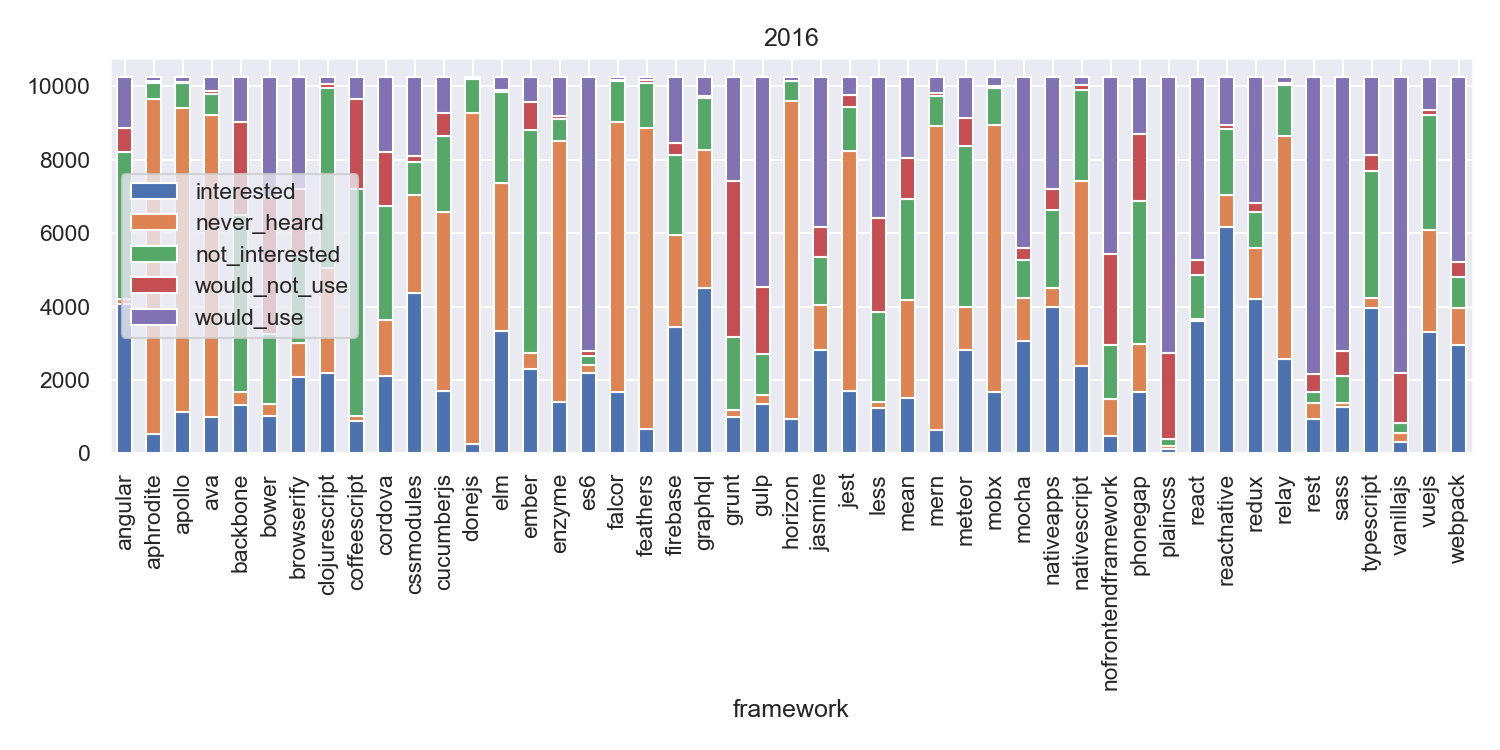 2016
10000
8000
6000
4000
2000
0
interested
never_heard
not_interested
would_not_use
would_use
angular
aphrodite
apollo
ava
backbone
bower
browserify
clojurescript
coffeescript
cordova
cssmodules
cucumberjs
donejs
elm
ember
enzyme
es6
falcor
feathers
firebase
graphql
grunt
gulp
horizon
jasmine
jest
less
mean
mern
meteor
mobx
mocha
nativeapps
nativescript
nofrontendframework
phonegap
plaincss
react
reactnative
redux
relay
rest
sass
typescript
vanillajs
vuejs
webpack
framework